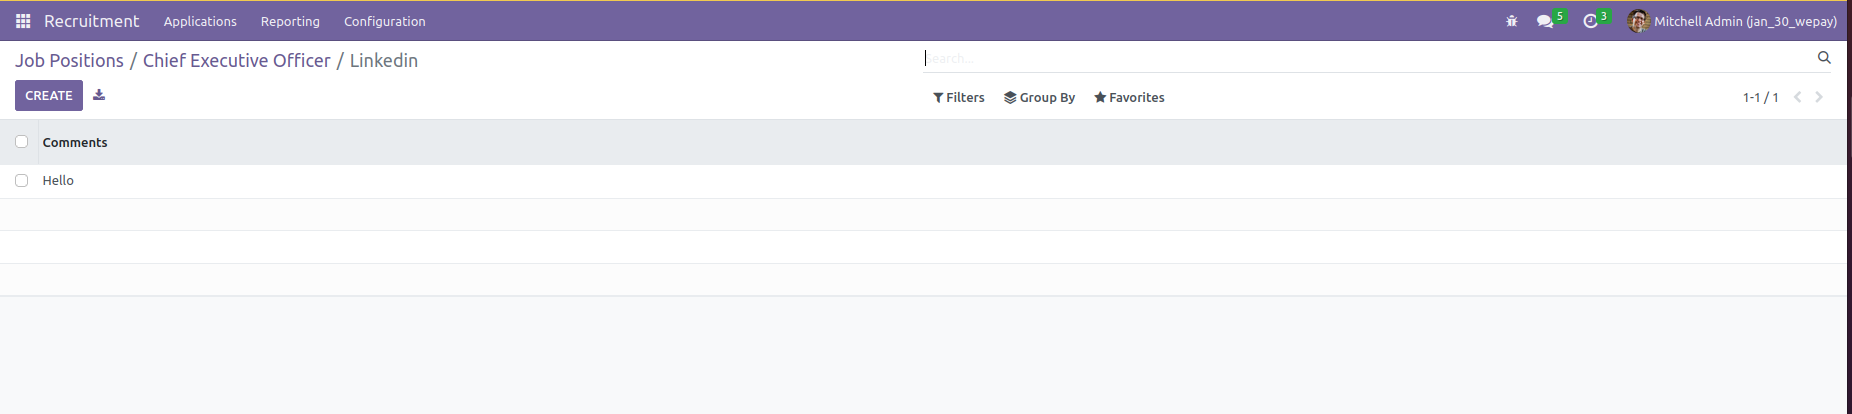 Recruitment Applications Reporting Configuration 5 3 Mitchell Admin (jan_30_wepay)
Job Positions / Chief Executive Officer / Linkedin
Search...
CREATE
Filters Group By Favorites 1-1 / 1
Comments
Hello